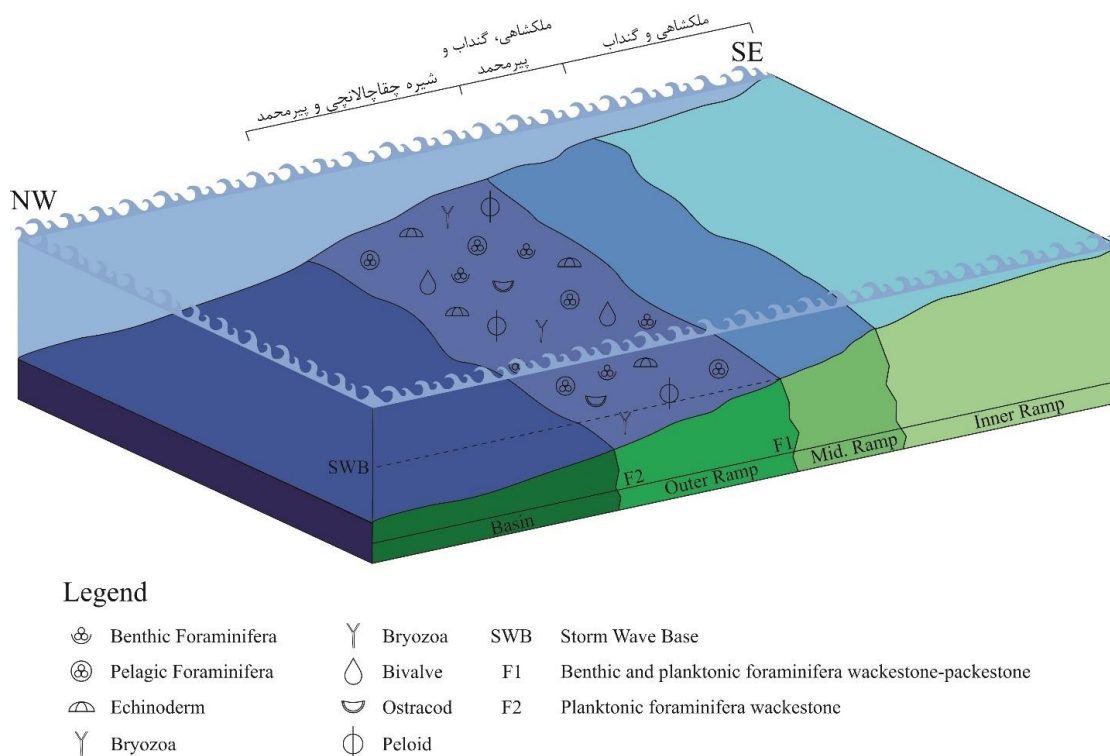 ملکشاهی و گنداب
ملکشاهی، گنداب و
پیرمحمد
شیره چقاچالانچی و پیرمحمد
SE
NW
SWB
F2
F1
Basin
Outer Ramp
Mid. Ramp
Inner Ramp
Legend
Benthic Foraminifera
Bryozoa
SWB Storm Wave Base
Pelagic Foraminifera
Bivalve
F1 Benthic and planktonic foraminifera wackestone-packestone
Echinoderm
Ostracod
F2 Planktonic foraminifera wackestone
Bryozoa
Peloid